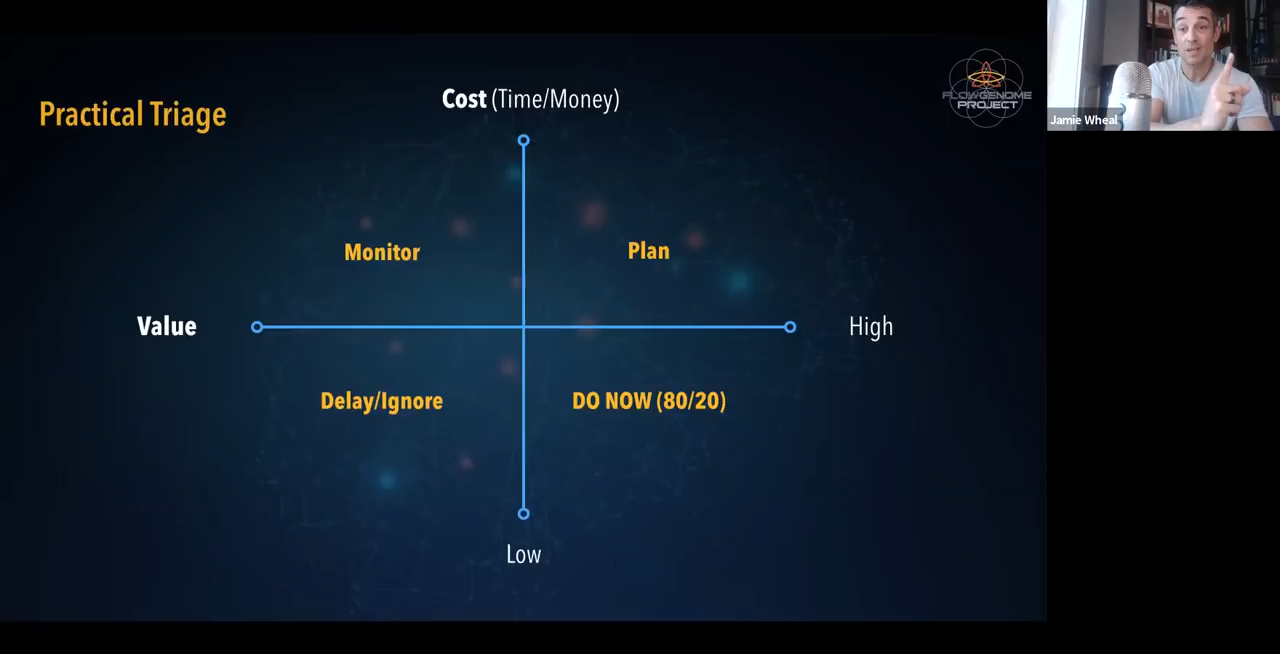 Practical Triage
Cost (Time/Money)
FLOWGENOME
PROJECT
Jamie Wheal
Monitor
Plan
Value
High
Delay/Ignore
DO NOW (80/20)
Low